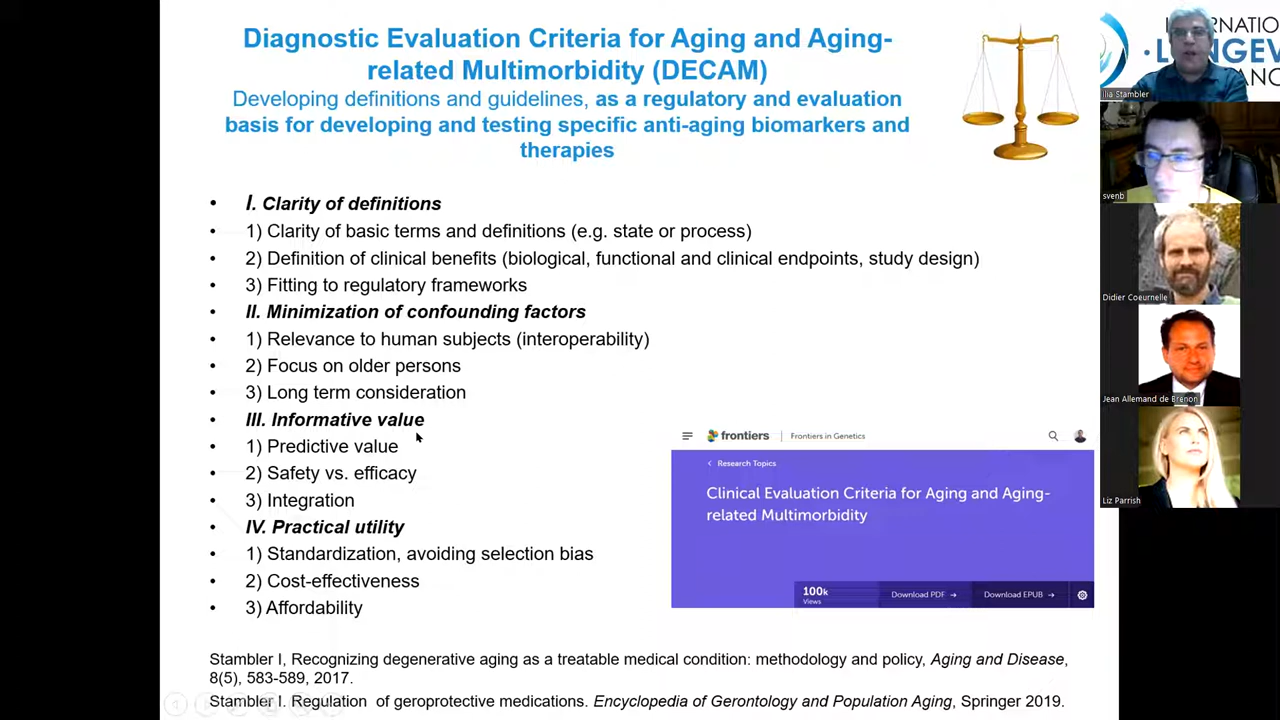 Diagnostic Evaluation Criteria for Aging and Aging-
related Multimorbidity (DECAM)
Developing definitions and guidelines, as a regulatory and evaluation
basis for developing and testing specific anti-aging biomarkers and
therapies
• I. Clarity of definitions
• 1) Clarity of basic terms and definitions (e.g. state or process)
• 2) Definition of clinical benefits (biological, functional and clinical endpoints, study design)
• 3) Fitting to regulatory frameworks
• II. Minimization of confounding factors
• 1) Relevance to human subjects (interoperability)
• 2) Focus on older persons
• 3) Long term consideration
• III. Informative value
• 1) Predictive value
• 2) Safety vs. efficacy
• 3) Integration
• IV. Practical utility
• 1) Standardization, avoiding selection bias
• 2) Cost-effectiveness
• 3) Affordability
frontiers
Frontiers in Genetics
< Research Topics
Clinical Evaluation Criteria for Aging and Aging-
related Multimorbidity
100k
Views
Download PDF →
Download EPUB →
Stambler I, Recognizing degenerative aging as a treatable medical condition: methodology and policy, Aging and Disease,
8(5), 583-589, 2017.
Stambler I. Regulation of geroprotective medications. Encyclopedia of Gerontology and Population Aging, Springer 2019.
Ilia Stambler
svenb
Didier Coeurnelle
Jean Allemand de Brenon
Liz Parrish